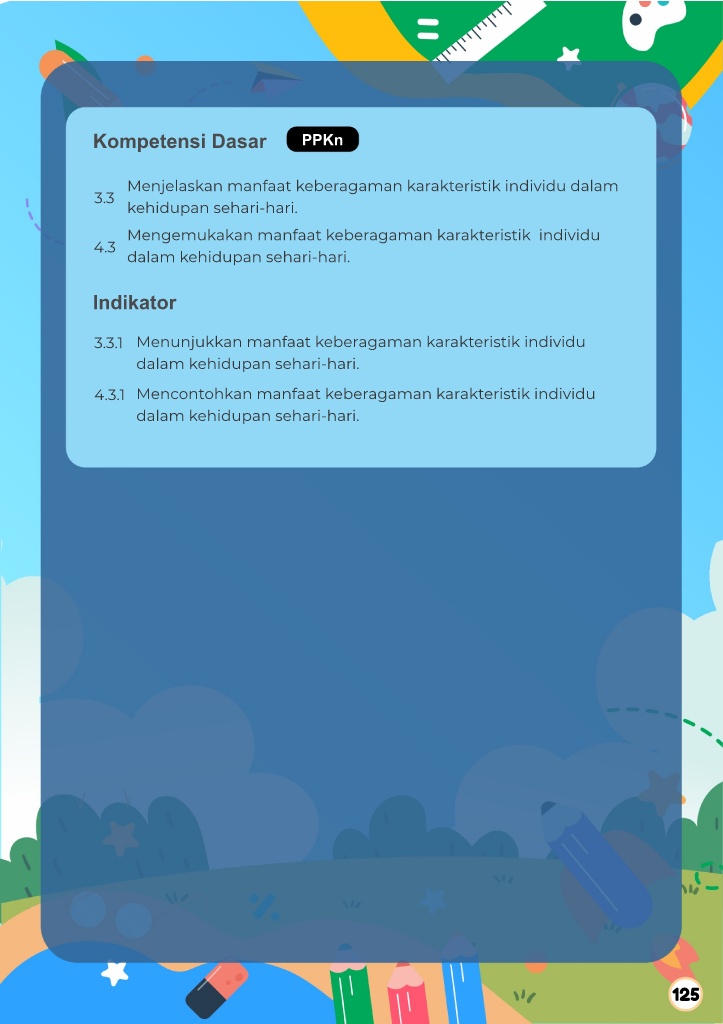 Kompetensi Dasar PPKn
3.3 Menjelaskan manfaat keberagaman karakteristik individu dalam
kehidupan sehari-hari.
4.3 Mengemukakan manfaat keberagaman karakteristik individu
dalam kehidupan sehari-hari.
Indikator
3.3.1 Menunjukkan manfaat keberagaman karakteristik individu
dalam kehidupan sehari-hari.
4.3.1 Mencontohkan manfaat keberagaman karakteristik individu
dalam kehidupan sehari-hari.
125